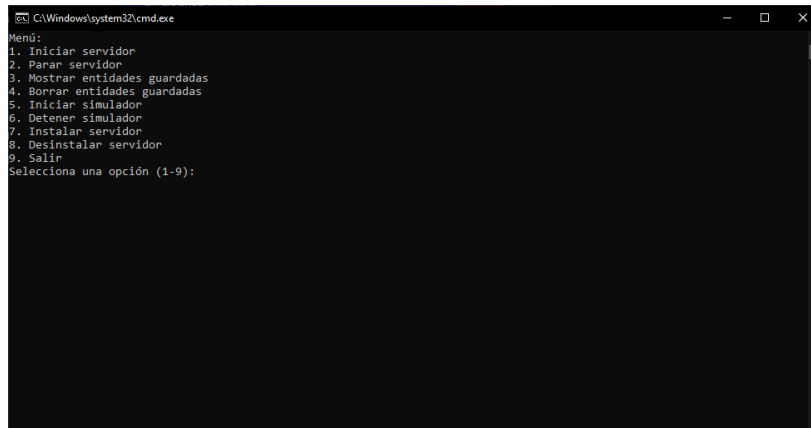 C:\Windows\system32\cmd.exe
Menú:
1. Iniciar servidor
2. Parar servidor
3. Mostrar entidades guardadas
4. Borrar entidades guardadas
5. Iniciar simulador
6. Detener simulador
7. Instalar servidor
8. Desinstalar servidor
9. Salir
Selecciona una opción (1-9):